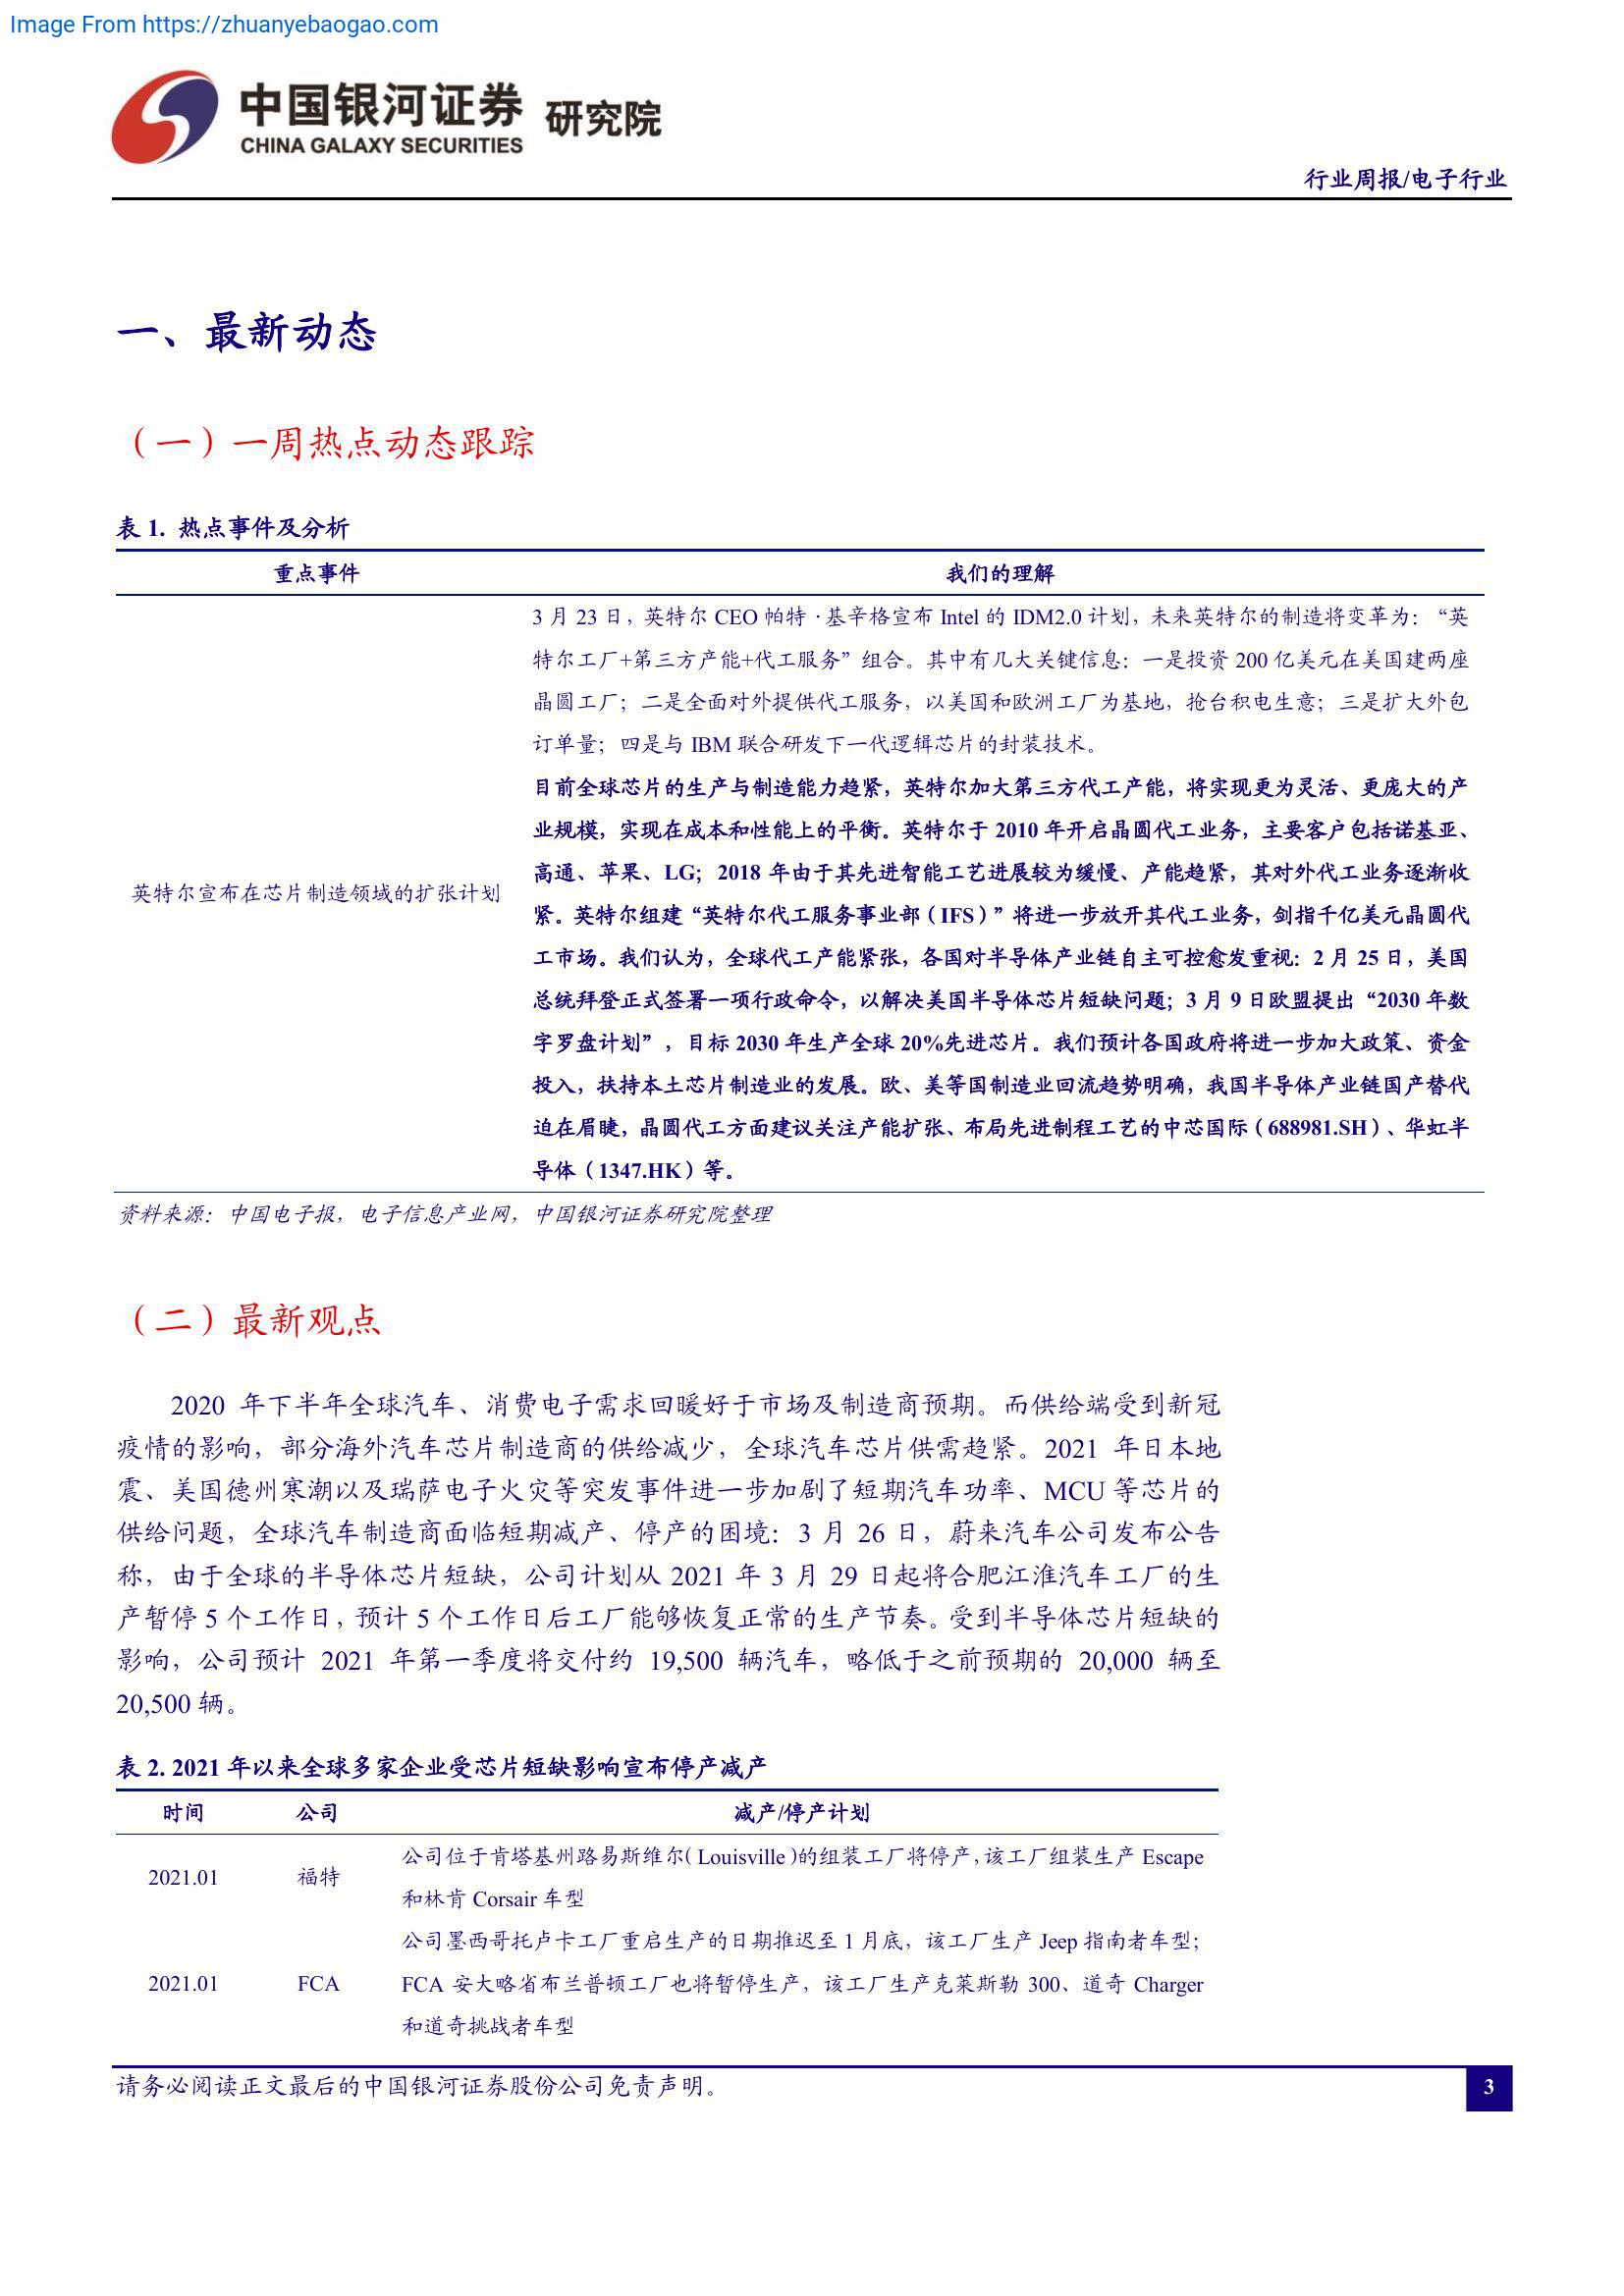 Image From https://zhuanyebaogao.com
中国银河证券 研究院
CHINA GALAXY SECURITIES
行业周报/电子行业
一、最新动态
（一）一周热点动态跟踪
表 1. 热点事件及分析
重点事件 我们的理解
3 月 23 日，英特尔 CEO 帕特·基辛格宣布 Intel 的 IDM2.0 计划，未来英特尔的制造将变革为：“英
特尔工厂+第三方产能+代工服务”组合。其中有几大关键信息：一是投资 200 亿美元在美国建两座
晶圆工厂；二是全面对外提供代工服务，以美国和欧洲工厂为基地，抢台积电生意；三是扩大外包
订单量；四是与 IBM 联合研发下一代逻辑芯片的封装技术。
目前全球芯片的生产与制造能力趋紧，英特尔加大第三方代工产能，将实现更为灵活、更庞大的产
业规模，实现在成本和性能上的平衡。英特尔于 2010 年开启晶圆代工业务，主要客户包括诺基亚、
高通、苹果、LG；2018 年由于其先进智能工艺进展较为缓慢、产能趋紧，其对外代工业务逐渐收
英特尔宣布在芯片制造领域的扩张计划
紧。英特尔组建“英特尔代工服务事业部（IFS）”将进一步放开其代工业务，剑指千亿美元晶圆代
工市场。我们认为，全球代工产能紧张，各国对半导体产业链自主可控愈发重视：2 月 25 日，美国
总统拜登正式签署一项行政命令，以解决美国半导体芯片短缺问题；3 月 9 日欧盟提出“2030 年数
字罗盘计划”，目标 2030 年生产全球 20%先进芯片。我们预计各国政府将进一步加大政策、资金
投入，扶持本土芯片制造业的发展。欧、美等国制造业回流趋势明确，我国半导体产业链国产替代
迫在眉睫，晶圆代工方面建议关注产能扩张、布局先进制程工艺的中芯国际（688981.SH）、华虹半
导体（1347.HK）等。
资料来源：中国电子报，电子信息产业网，中国银河证券研究院整理
（二）最新观点
2020 年下半年全球汽车、消费电子需求回暖好于市场及制造商预期。而供给端受到新冠
疫情的影响，部分海外汽车芯片制造商的供给减少，全球汽车芯片供需趋紧。2021 年日本地
震、美国德州寒潮以及瑞萨电子火灾等突发事件进一步加剧了短期汽车功率、MCU 等芯片的
供给问题，全球汽车制造商面临短期减产、停产的困境：3 月 26 日，蔚来汽车公司发布公告
称，由于全球的半导体芯片短缺，公司计划从 2021 年 3 月 29 日起将合肥江淮汽车工厂的生
产暂停 5 个工作日，预计 5 个工作日后工厂能够恢复正常的生产节奏。受到半导体芯片短缺的
影响，公司预计 2021 年第一季度将交付约 19,500 辆汽车，略低于之前预期的 20,000 辆至
20,500 辆。
表 2. 2021 年以来全球多家企业受芯片短缺影响宣布停产减产
时间 公司 减产/停产计划
公司位于肯塔基州路易斯维尔（Louisville）的组装工厂将停产，该工厂组装生产 Escape
2021.01 福特
和林肯 Corsair 车型
公司墨西哥托卢卡工厂重启生产的日期推迟至 1 月底，该工厂生产 Jeep 指南者车型；
2021.01 FCA FCA 安大略省布兰普顿工厂也将暂停生产，该工厂生产克莱斯勒 300、道奇 Charger
和道奇挑战者车型
请务必阅读正文最后的中国银河证券股份公司免责声明。
3